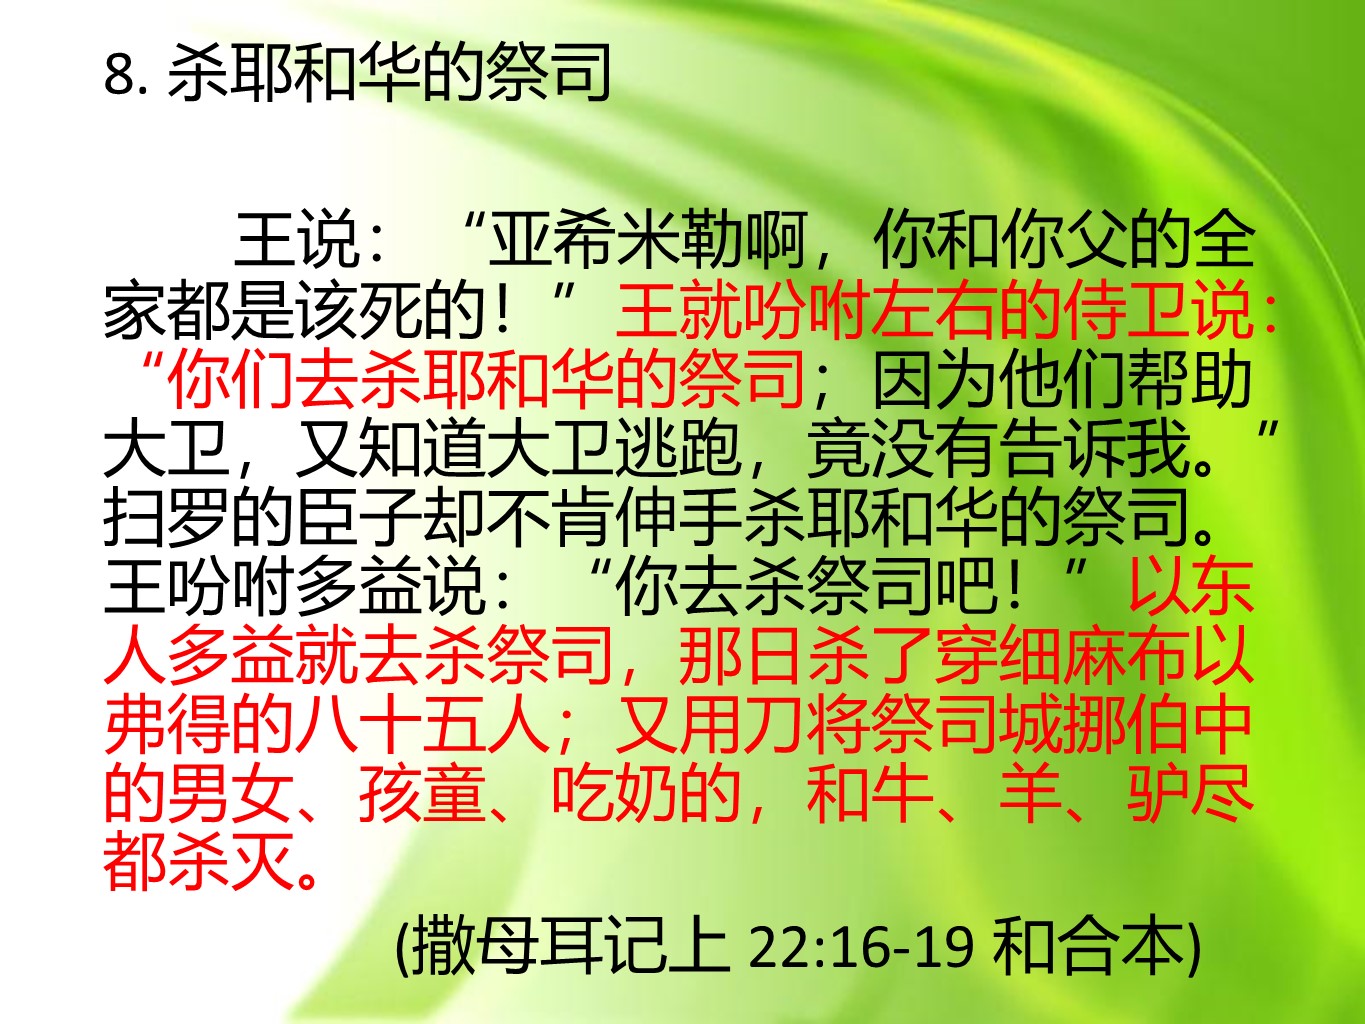 8. 杀耶和华的祭司
王说：“亚希米勒啊，你和你父的全
家都是该死的！”王就吩咐左右的侍卫说：
“你们去杀耶和华的祭司；因为他们帮助
大卫，又知道大卫逃跑，竟没有告诉我。”
扫罗的臣子却不肯伸手杀耶和华的祭司。
王吩咐多益说：“你去杀祭司吧！”以东
人多益就去杀祭司，那日杀了穿细麻布以
弗得的八十五人；又用刀将祭司城挪伯中
的男女、孩童、吃奶的，和牛、羊、驴尽
都杀灭。
(撒母耳记上 22:16-19 和合本)